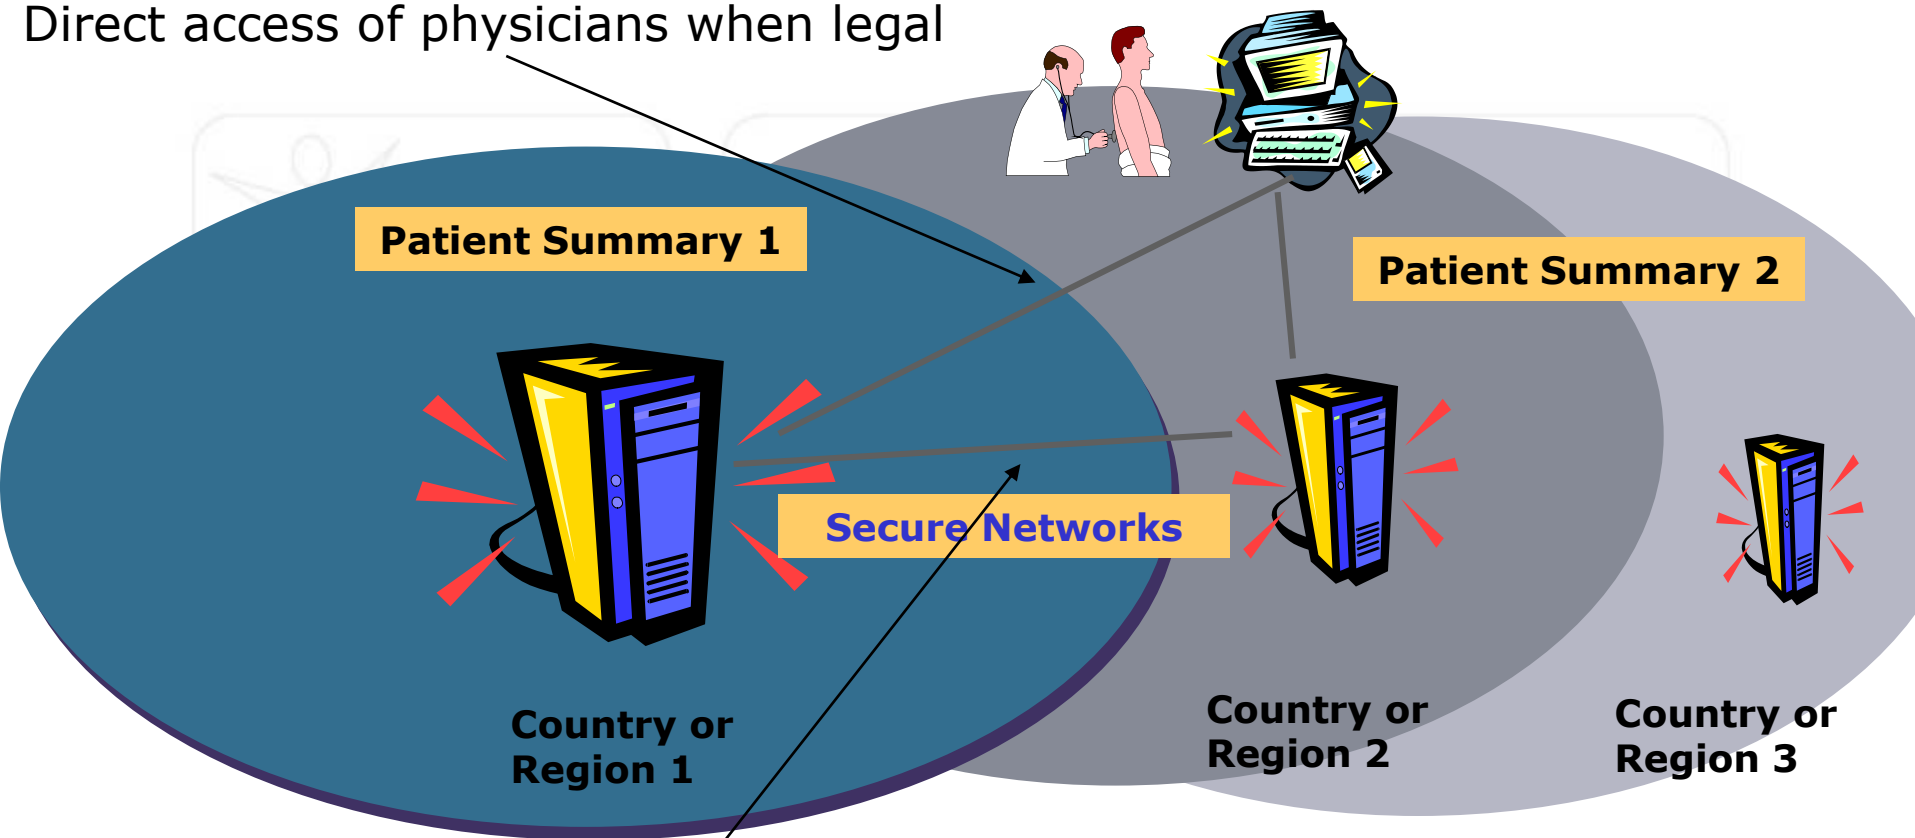 Direct access of physicians when legal
Patient Summary 1
Patient Summary 2
Secure Networks
Country or
Region 1
Country or
Region 2
Country or
Region 3